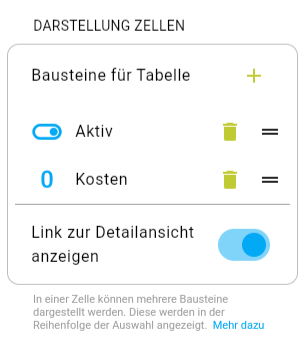 DARSTELLUNG ZELLEN
Bausteine für Tabelle
Aktiv
0 Kosten
Link zur Detailansicht
anzeigen
In einer Zelle können mehrere Bausteine
dargestellt werden. Diese werden in der
Reihenfolge der Auswahl angezeigt. Mehr dazu